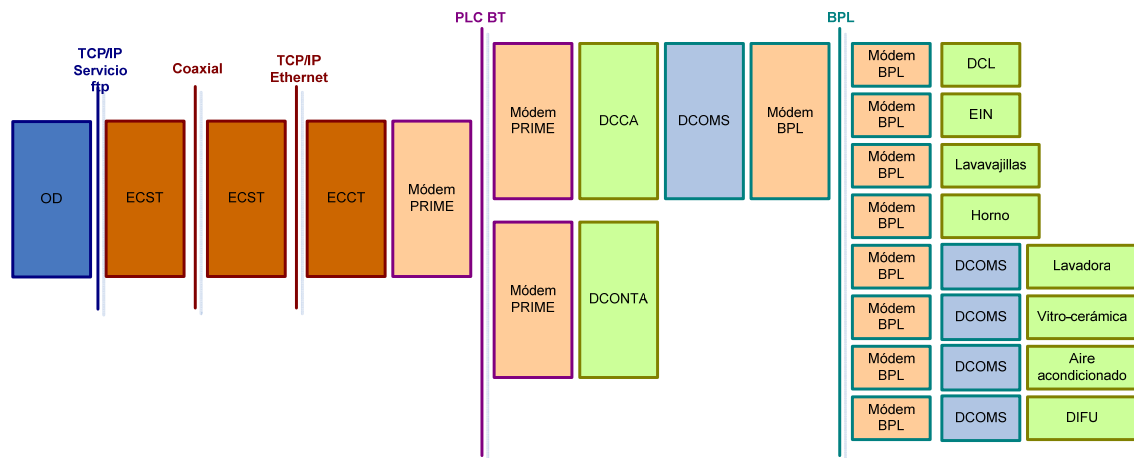 PLC BT
BPL
TCP/IP
Servicio
ftp
Coaxial
TCP/IP
Ethernet
OD
ECST
ECST
ECCT
Módem
PRIME
Módem
PRIME
DCCA
DCOMS
Módem
BPL
Módem
PRIME
DCONTA
Módem
BPL
DCL
Módem
BPL
EIN
Módem
BPL
Lavavajillas
Módem
BPL
Horno
Módem
BPL
DCOMS
Lavadora
Módem
BPL
DCOMS
Vitro-cerámica
Módem
BPL
DCOMS
Aire
acondicionado
Módem
BPL
DCOMS
DIFU